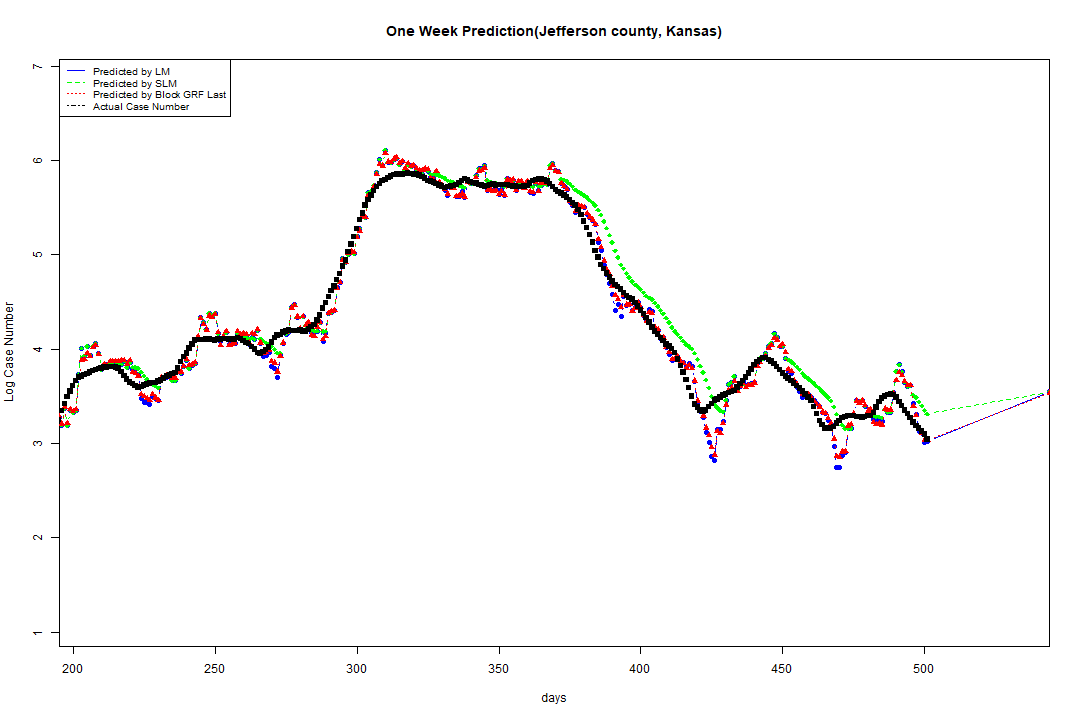 One Week Prediction(Jefferson county, Kansas)
Predicted by LM
Predicted by SLM
Predicted by Block GRF Last
Actual Case Number
7
6
5
4
3
2
1
Log Case Number
200 250 300 350 400 450 500
days